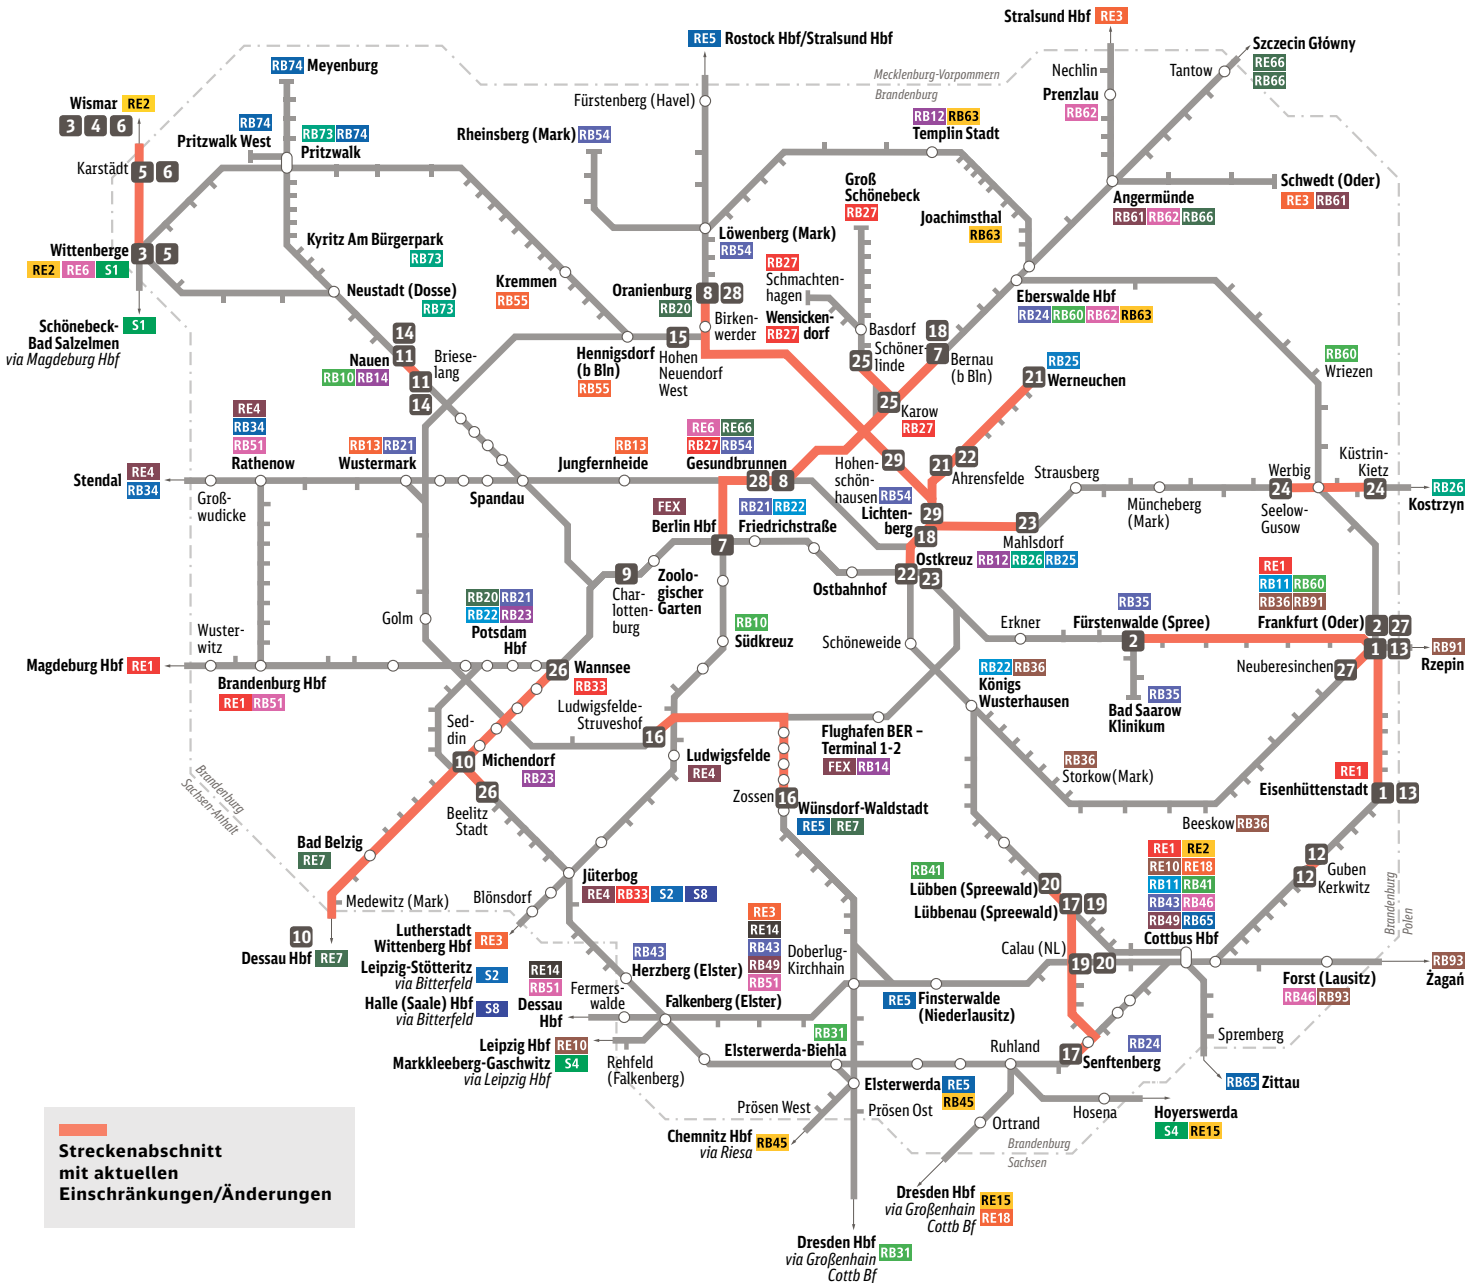 Stralsund Hbf RE3
RE5 Rostock Hbf/Stralsund Hbf
Szczecin Główny
RE66
RB66
Nechlin
Tantow
Mecklenburg-Vorpommern
Brandenburg
RB74 Meyenburg
Prenzlau
RB62
Wismar RE2
3 4 6
Fürstenberg (Havel)
RB12 RB63
Templin Stadt
RB74
Pritzwalk West
RB73 RB74
Pritzwalk
Rheinsberg (Mark) RB54
Karstädt 5 6
Groß
Schönebeck
RB27
Schwedt (Oder)
RE3 RB61
Angermünde
RB61 RB62 RB66
Joachimsthal
RB63
Wittenberge 3 5
RE2 RE6 S1
Kyritz Am Bürgerpark
RB73
Löwenberg (Mark)
RB54
RB27
Schmachten-
hagen
Kremmen
RB55
Neustadt (Dosse)
RB73
Oranienburg 8 28
RB20
Wensicken-
dorf
RB27
Eberswalde Hbf
RB24 RB60 RB62 RB63
Schönebeck-
Bad Salzelmen
via Magdeburg Hbf
S1
Birken-
werder
Basdorf
Schöner-
linde
25
18
7
Bernau
(b Bln)
14
11
Nauen
RB10 RB14
Briese-
lang
11
14
Hennigsdorf
(b Bln)
RB55
15
Hohen
Neuendorf
West
RB60
Wriezen
21
RB25
Werneuchen
25
Karow
RB27
RE4
RB34
RB51
Rathenow
RB13 RB21
Wustermark
RB13
Jungfernheide
RE6 RE66
RB27 RB54
Gesundbrunnen
28 8
Hohen-
schön-
hausen
29
21 22
Ahrensfelde
Strausberg
Werbig
24
Küstrin-
Kietz
24
Stendal RE4
RB34
Groß-
wudicke
Spandau
RB54
Lichten-
berg
29
18
23
Mahlsdorf
Müncheberg
(Mark)
Seelow-
Gusow
RB26
Kostrzyn
FEX
Berlin Hbf
7
RB21 RB22
Friedrichstraße
Ostkreuz RB12 RB26 RB25
22 23
RE1
RB11 RB60
RB36 RB91
Frankfurt (Oder)
2 27
1 13
9
Char-
lotten-
burg
Zoolo-
gischer
Garten
Ostbahnhof
Golm
RB20 RB21
RB22 RB23
Potsdam
Hbf
RB10
Südkreuz
Schöneweide
Erkner
RB35
Fürstenwalde (Spree)
2
Wuster-
witz
Magdeburg Hbf RE1
Brandenburg Hbf
RE1 RB51
26
Wannsee
RB33
Neuberesinchen
27
RB91
Rzepin
RB22 RB36
Königs
Wusterhausen
RB35
Bad Saarow
Klinikum
Ludwigsfelde-
Struveshof
16
Sed-
din
10
Michendorf
RB23
26
Beelitz
Stadt
Ludwigsfelde
RE4
Flughafen BER –
Terminal 1-2
FEX RB14
RB36
Storkow(Mark)
RE1
Eisenhüttenstadt
1 13
Brandenburg
Sachsen-Anhalt
Zossen
16
Wünsdorf-Waldstadt
RE5 RE7
Beeskow RB36
Bad Belzig
RE7
Medewitz (Mark)
10
Dessau Hbf RE7
Jüterbog
RE4 RB33 S2 S8
Blönsdorf
RB41
Lübben (Spreewald)
20
Lübbenau (Spreewald)
17 19
RE1 RE2
RE10 RE18
RB11 RB41
RB43 RB46
RB49 RB65
Cottbus Hbf
12
Guben
12
Kerkwitz
Lutherstadt
Wittenberg Hbf RE3
Leipzig-Stötteritz
via Bitterfeld
S2
Halle (Saale) Hbf
via Bitterfeld
S8
RB43
Herzberg (Elster)
RE3
RE14
RB43
RB49
RB51
Falkenberg (Elster)
Doberlug-
Kirchhain
Calau (NL)
19 20
Brandenburg
Polen
RE14
RB51
Dessau
Hbf
Fermers-
walde
RE5 Finsterwalde
(Niederlausitz)
Forst (Lausitz)
RB46 RB93
RB93
Żagań
Leipzig Hbf RE10
Markkleeberg-Gaschwitz S4
via Leipzig Hbf
Rehfeld
(Falkenberg)
RB31
Elsterwerda-Biehla
Ruhland
17
RB24
Senftenberg
Spremberg
RB65 Zittau
Elsterwerda RE5
RB45
Prösen West
Prösen Ost
Chemnitz Hbf
via Riesa
RB45
Ortrand
Hosena
Hoyerswerda
S4 RE15
Brandenburg
Sachsen
Dresden Hbf
via Großenhain
Cottb Bf
RE15
RE18
Dresden Hbf
via Großenhain
Cottb Bf
RB31
Streckenabschnitt
mit aktuellen
Einschränkungen/Änderungen